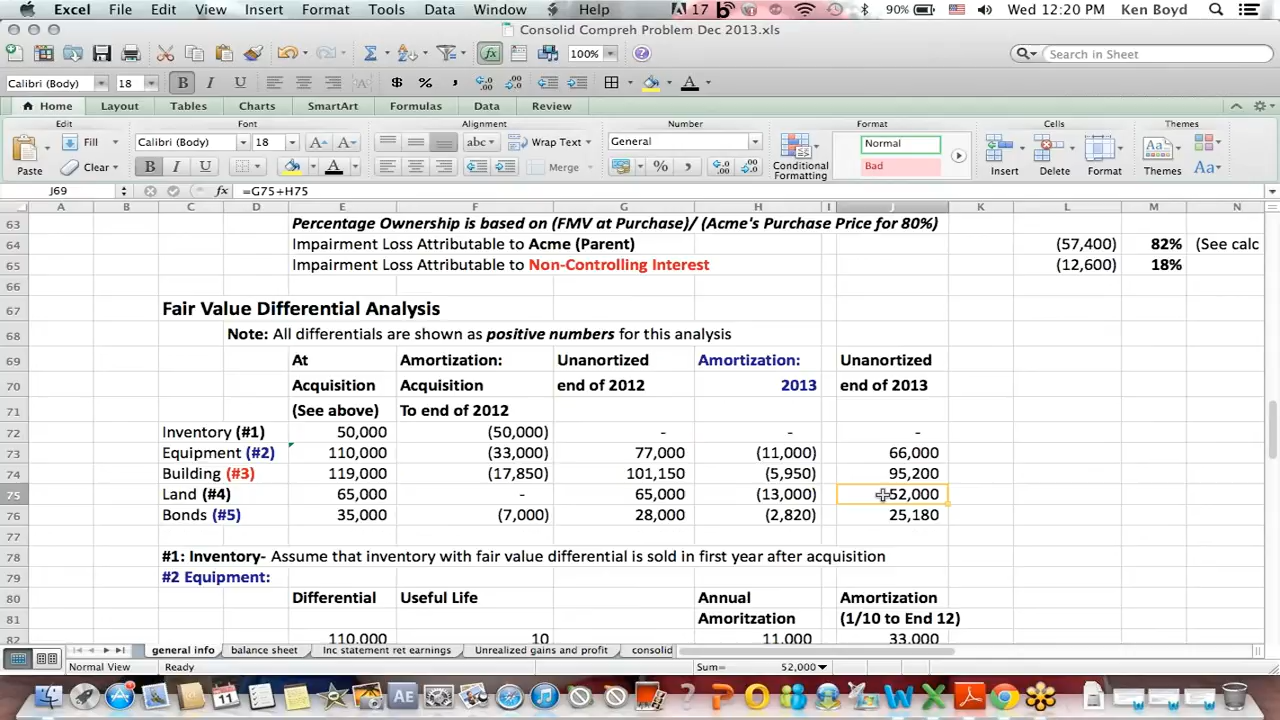 Excel File Edit View Insert Format Tools Data Window Help 17 90% Wed 12:20 PM Ken Boyd
Consolid Compreh Problem Dec 2013.xls
100% Search in Sheet
Calibri (Body) 18 B I U $ %
Home Layout Tables Charts SmartArt Formulas Data Review
Edit Font Alignment Number Format Cells Themes
Fill Calibri (Body) 18 A A abc Wrap Text General Normal
Paste Clear B I U A Merge % Conditional Formatting Bad Insert Delete Format Themes Aa
J69 fx =G75+H75
A B C D E F G H I J K L M N
63 Percentage Ownership is based on (FMV at Purchase)/ (Acme's Purchase Price for 80%)
64 Impairment Loss Attributable to Acme (Parent) (57,400) 82% (See calc
65 Impairment Loss Attributable to Non-Controlling Interest (12,600) 18%
66
67 Fair Value Differential Analysis
68 Note: All differentials are shown as positive numbers for this analysis
69 At Amortization: Unanortized Amortization: Unanortized
70 Acquisition Acquisition end of 2012 2013 end of 2013
71 (See above) To end of 2012
72 Inventory (#1) 50,000 (50,000) - - -
73 Equipment (#2) 110,000 (33,000) 77,000 (11,000) 66,000
74 Building (#3) 119,000 (17,850) 101,150 (5,950) 95,200
75 Land (#4) 65,000 - 65,000 (13,000) 52,000
76 Bonds (#5) 35,000 (7,000) 28,000 (2,820) 25,180
77
78 #1: Inventory- Assume that inventory with fair value differential is sold in first year after acquisition
79 #2 Equipment:
80 Differential Useful Life Annual Amortization
81 Amoritzation (1/10 to End 12)
82 110,000 10 11,000 33,000
general info balance sheet Inc statement ret earnings Unrealized gains and profit consolid
Normal View Ready Sum= 52,000